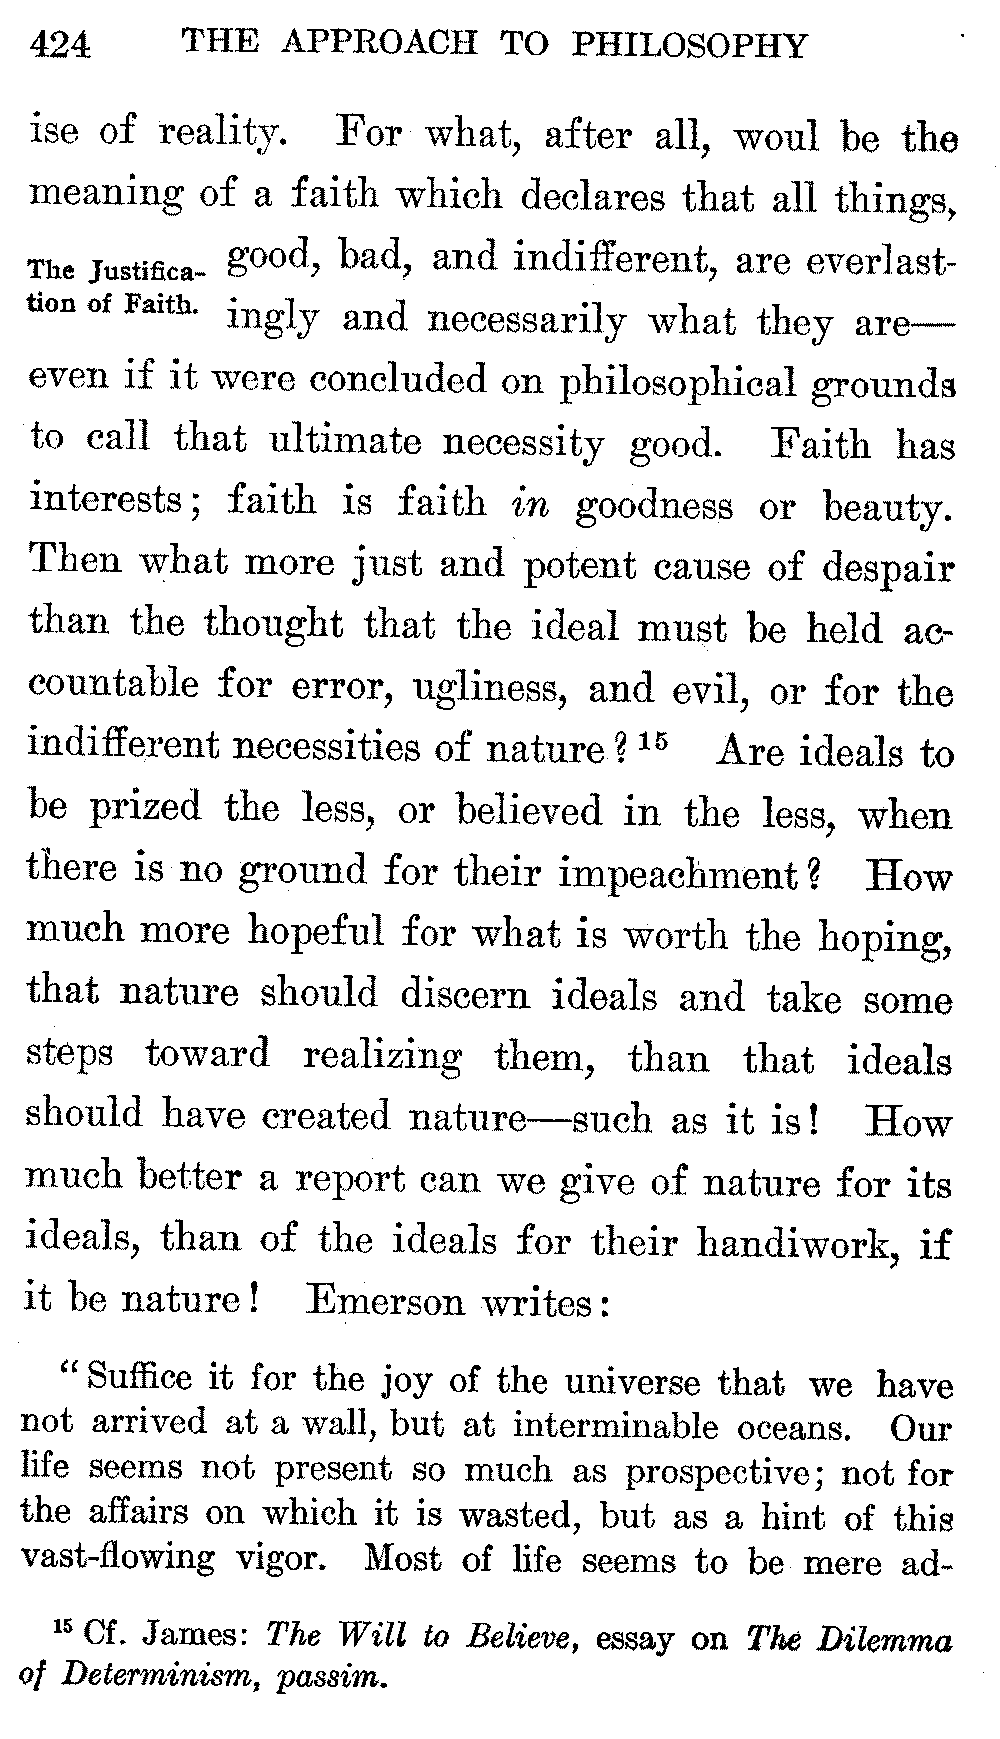 424 THE APPROACH TO PHILOSOPHY
ise of reality. For what, after all, woul be the
meaning of a faith which declares that all things,
The Justifica-
tion of Faith.
good, bad, and indifferent, are everlast-
ingly and necessarily what they are—
even if it were concluded on philosophical grounds
to call that ultimate necessity good. Faith has
interests; faith is faith in goodness or beauty.
Then what more just and potent cause of despair
than the thought that the ideal must be held ac-
countable for error, ugliness, and evil, or for the
indifferent necessities of nature? 15 Are ideals to
be prized the less, or believed in the less, when
there is no ground for their impeachment? How
much more hopeful for what is worth the hoping,
that nature should discern ideals and take some
steps toward realizing them, than that ideals
should have created nature—such as it is! How
much better a report can we give of nature for its
ideals, than of the ideals for their handiwork, if
it be nature! Emerson writes:
“Suffice it for the joy of the universe that we have
not arrived at a wall, but at interminable oceans. Our
life seems not present so much as prospective; not for
the affairs on which it is wasted, but as a hint of this
vast-flowing vigor. Most of life seems to be mere ad-
15 Cf. James: The Will to Believe, essay on The Dilemma
of Determinism, passim.